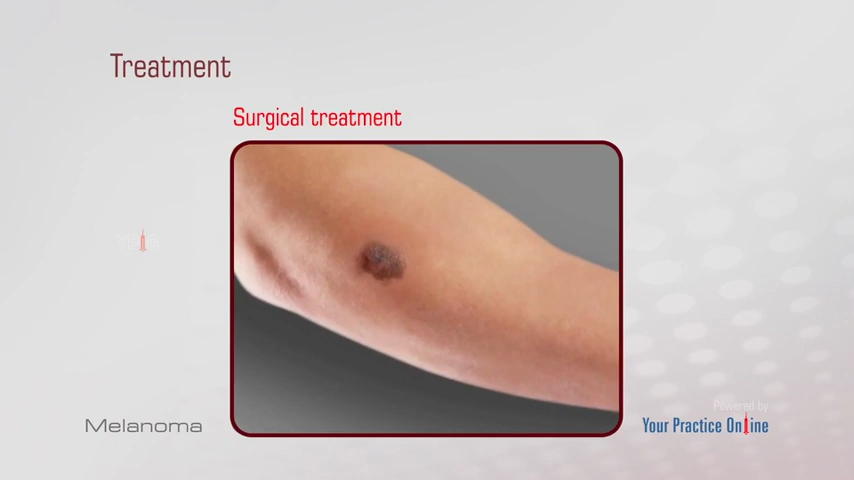 Treatment
Surgical treatment
Melanoma
Powered by
Your Practice Online